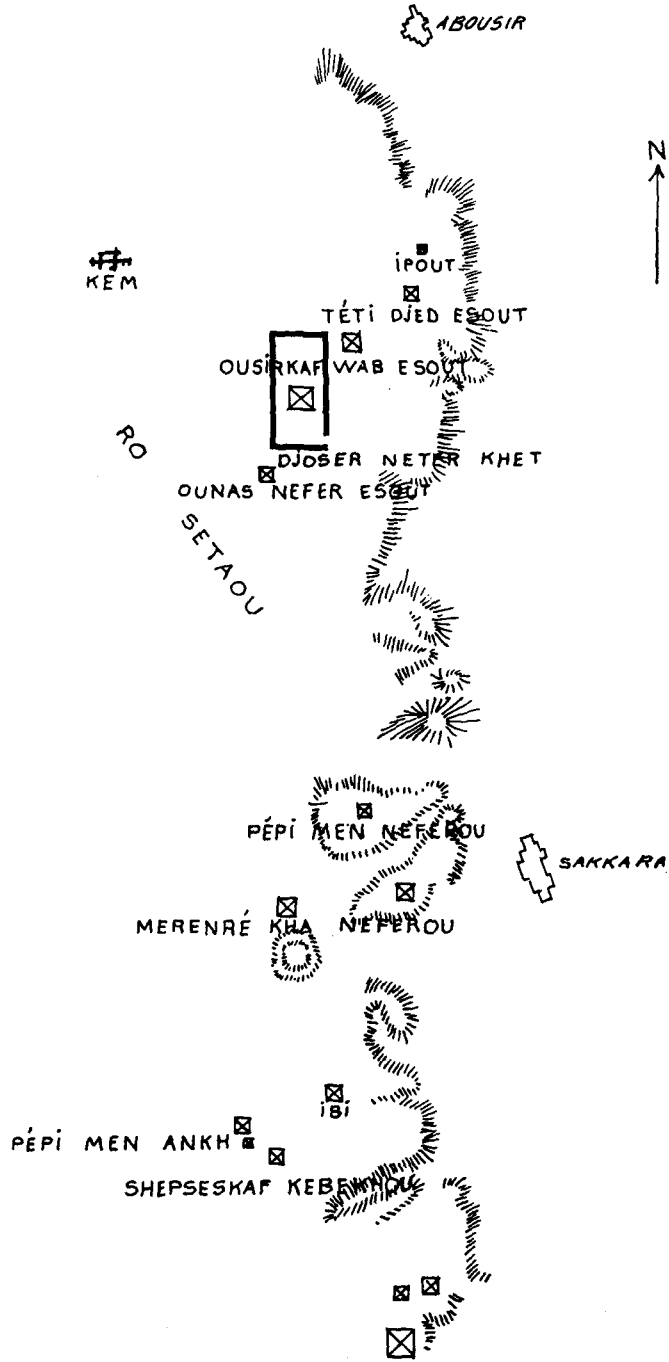 ABOUSIR
N
KEM
iPOUT
TÉTI DJED ESOUT
OUSiRKAF WAB ESOUT
RO
DJOSER NETER KHET
OUNAS NEFER ESOUT
SETAOU
PÉPI MEN NEFEROU
SAKKARA
MERENRÉ KHA NEFEROU
iBi
PÉPi MEN ANKH
SHEPSESKAF KEBEHOU